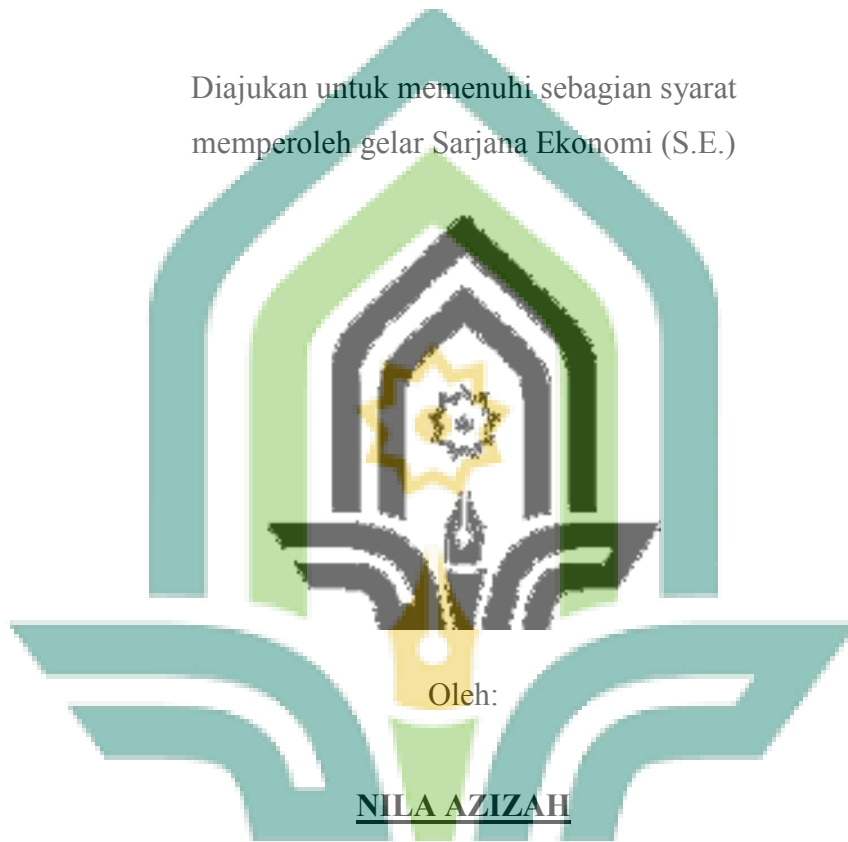 Diajukan untuk memenuhi sebagian syarat
memperoleh gelar Sarjana Ekonomi (S.E.)
Oleh:
NILA AZIZAH